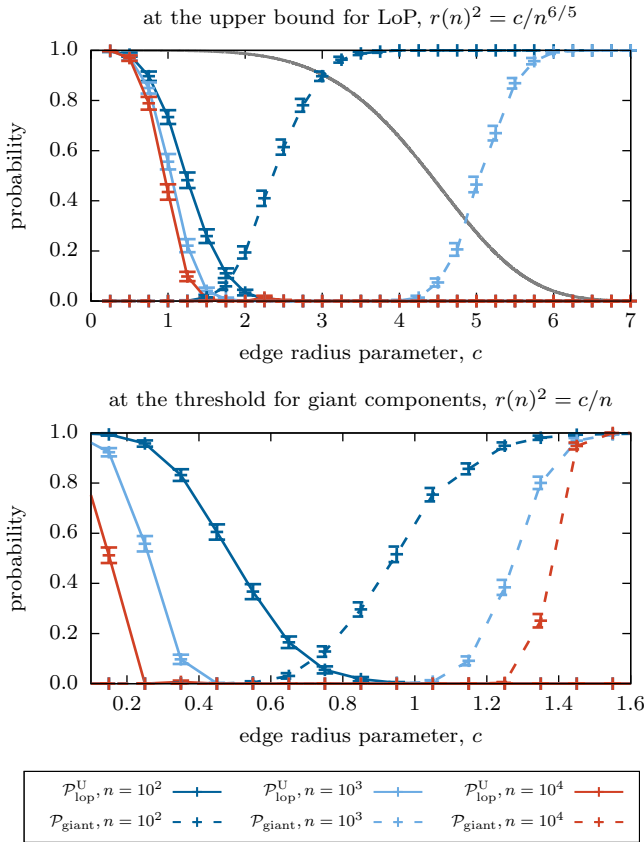 at the upper bound for LoP, r(n)² = c/n^{6/5}
probability
1.0
0.8
0.6
0.4
0.2
0.0
0 1 2 3 4 5 6 7
edge radius parameter, c
at the threshold for giant components, r(n)² = c/n
probability
1.0
0.8
0.6
0.4
0.2
0.0
0.2 0.4 0.6 0.8 1 1.2 1.4 1.6
edge radius parameter, c
𝒫^U_lop, n = 10² 𝒫^U_lop, n = 10³ 𝒫^U_lop, n = 10⁴
𝒫_giant, n = 10² 𝒫_giant, n = 10³ 𝒫_giant, n = 10⁴